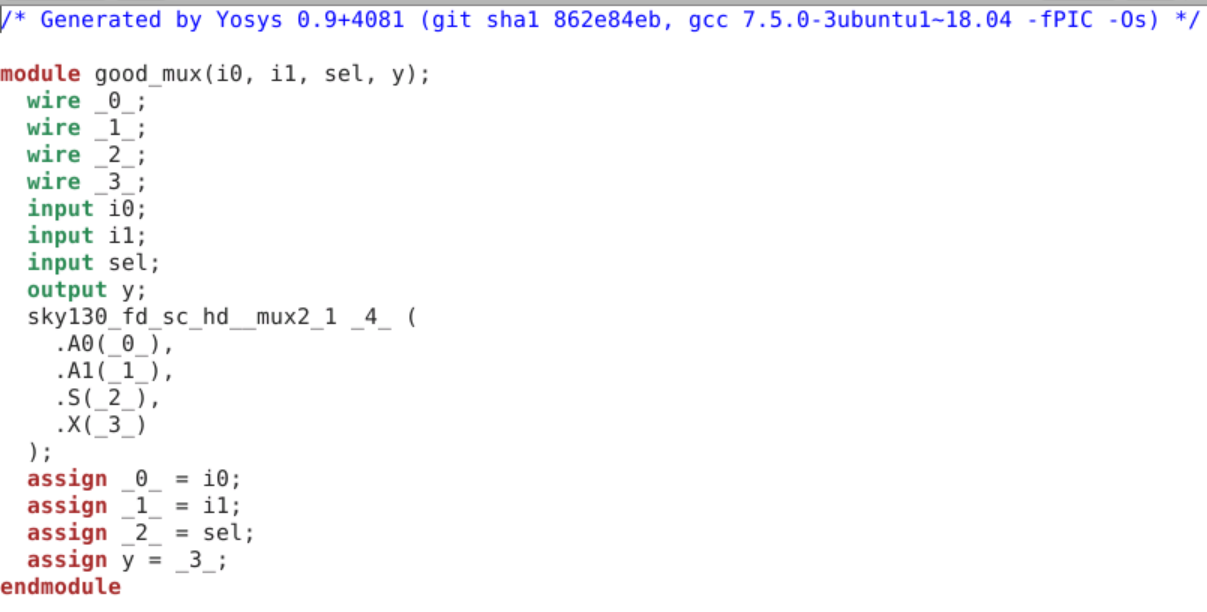 /* Generated by Yosys 0.9+4081 (git sha1 862e84eb, gcc 7.5.0-3ubuntu1~18.04 -fPIC -Os) */
module good_mux(i0, i1, sel, y);
  wire _0_;
  wire _1_;
  wire _2_;
  wire _3_;
  input i0;
  input i1;
  input sel;
  output y;
  sky130_fd_sc_hd__mux2_1 _4_ (
    .A0(_0_),
    .A1(_1_),
    .S(_2_),
    .X(_3_)
  );
  assign _0_ = i0;
  assign _1_ = i1;
  assign _2_ = sel;
  assign y = _3_;
endmodule